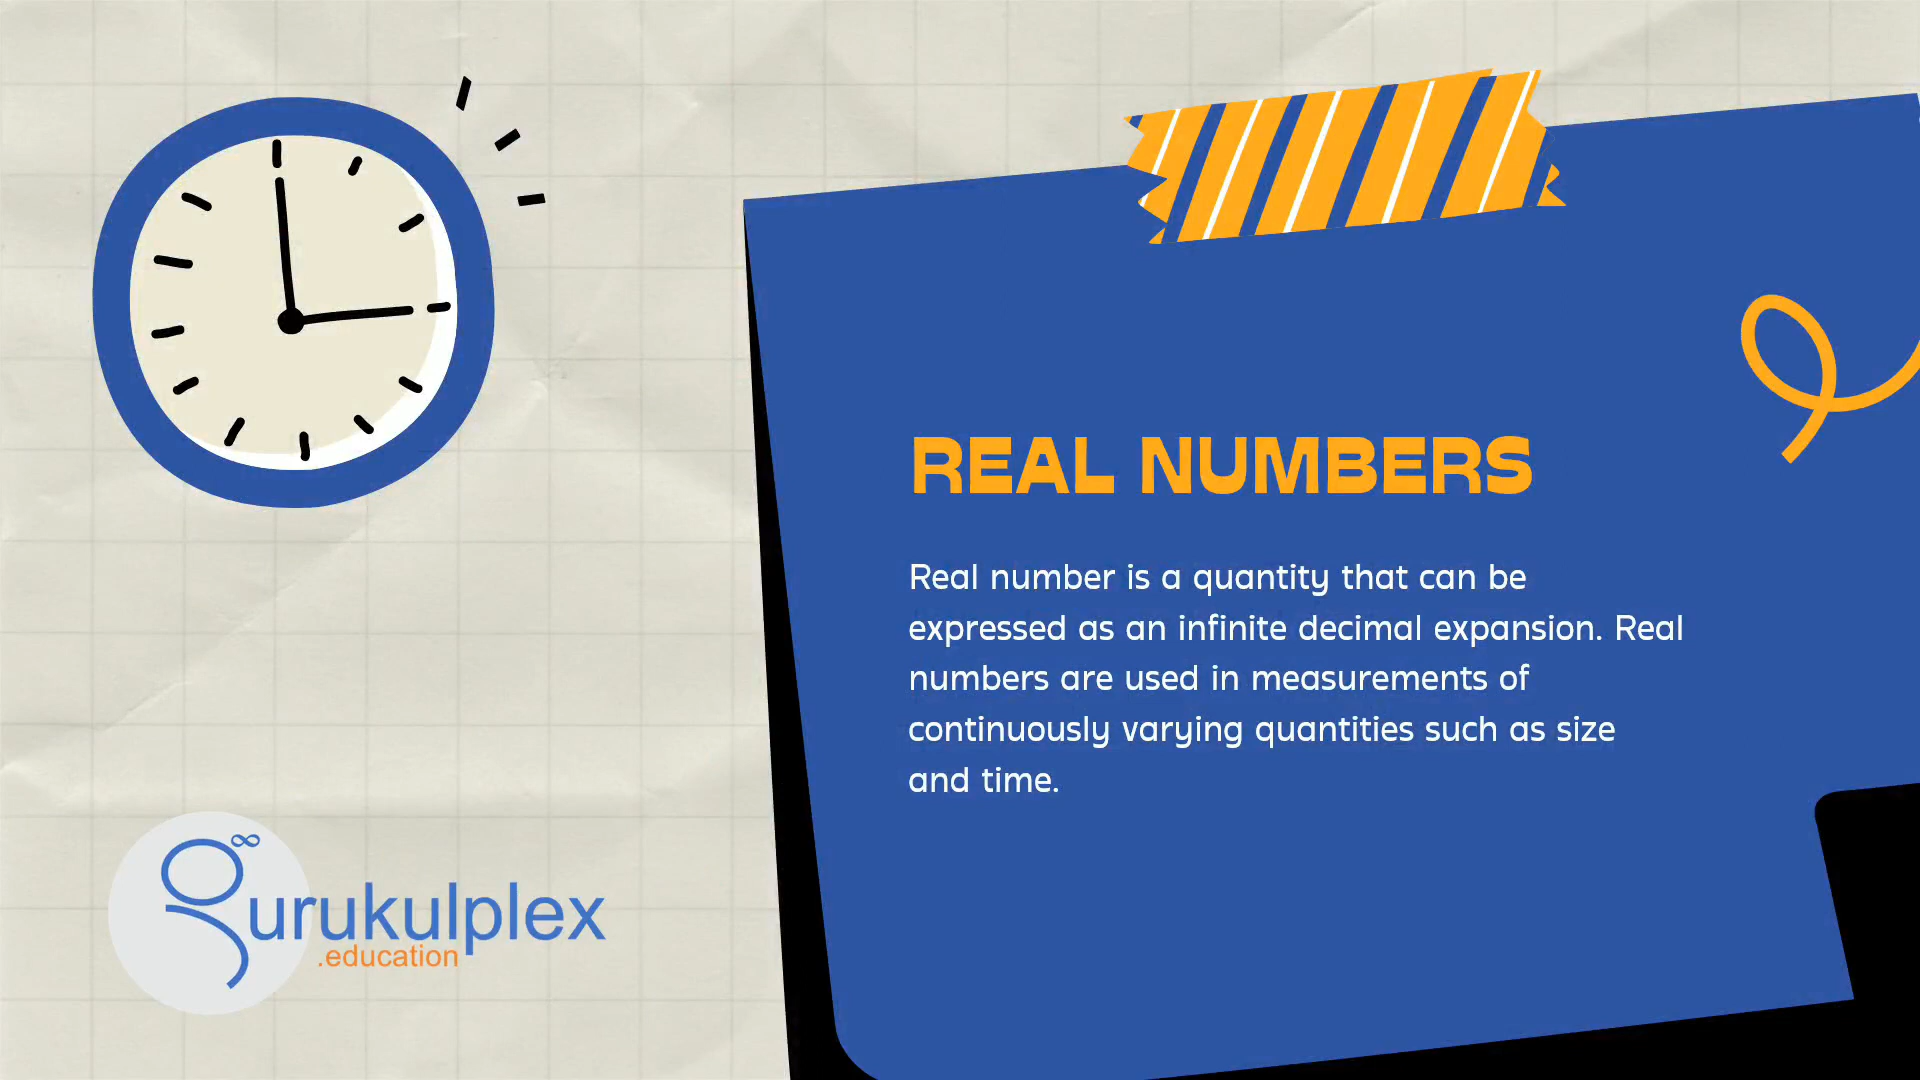 REAL NUMBERS
Real number is a quantity that can be
expressed as an infinite decimal expansion. Real
numbers are used in measurements of
continuously varying quantities such as size
and time.
gurukulplex
.education